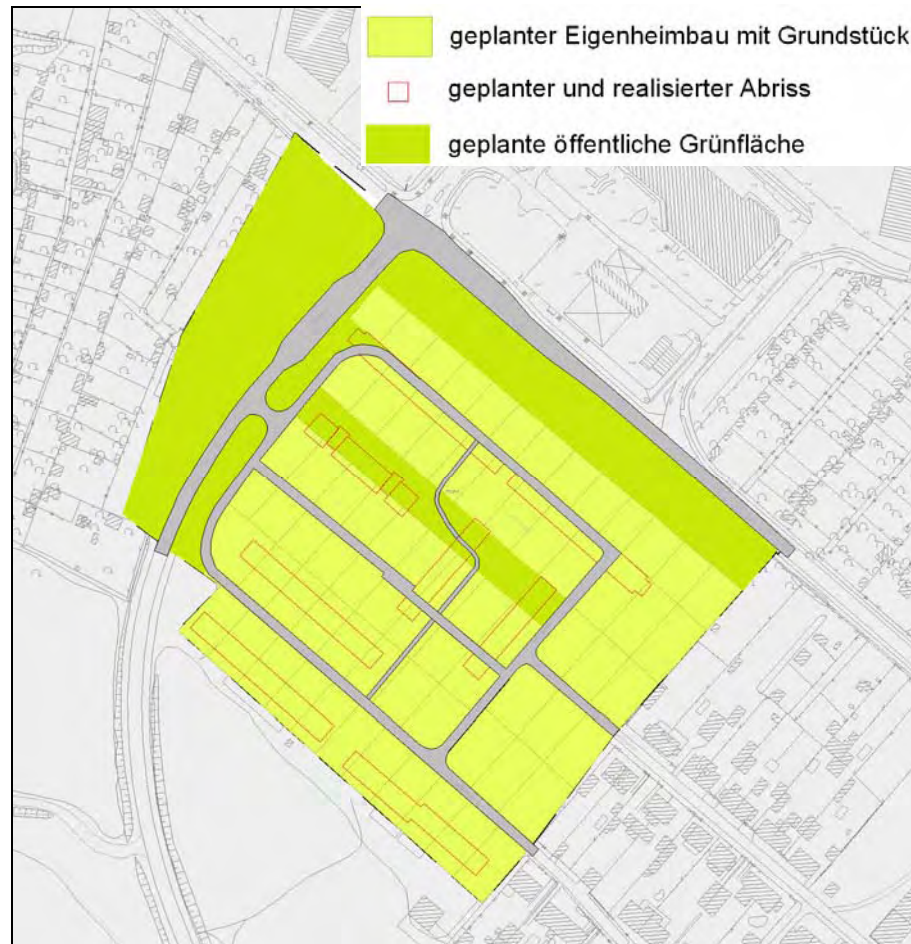 geplanter Eigenheimbau mit Grundstück
geplanter und realisierter Abriss
geplante öffentliche Grünfläche